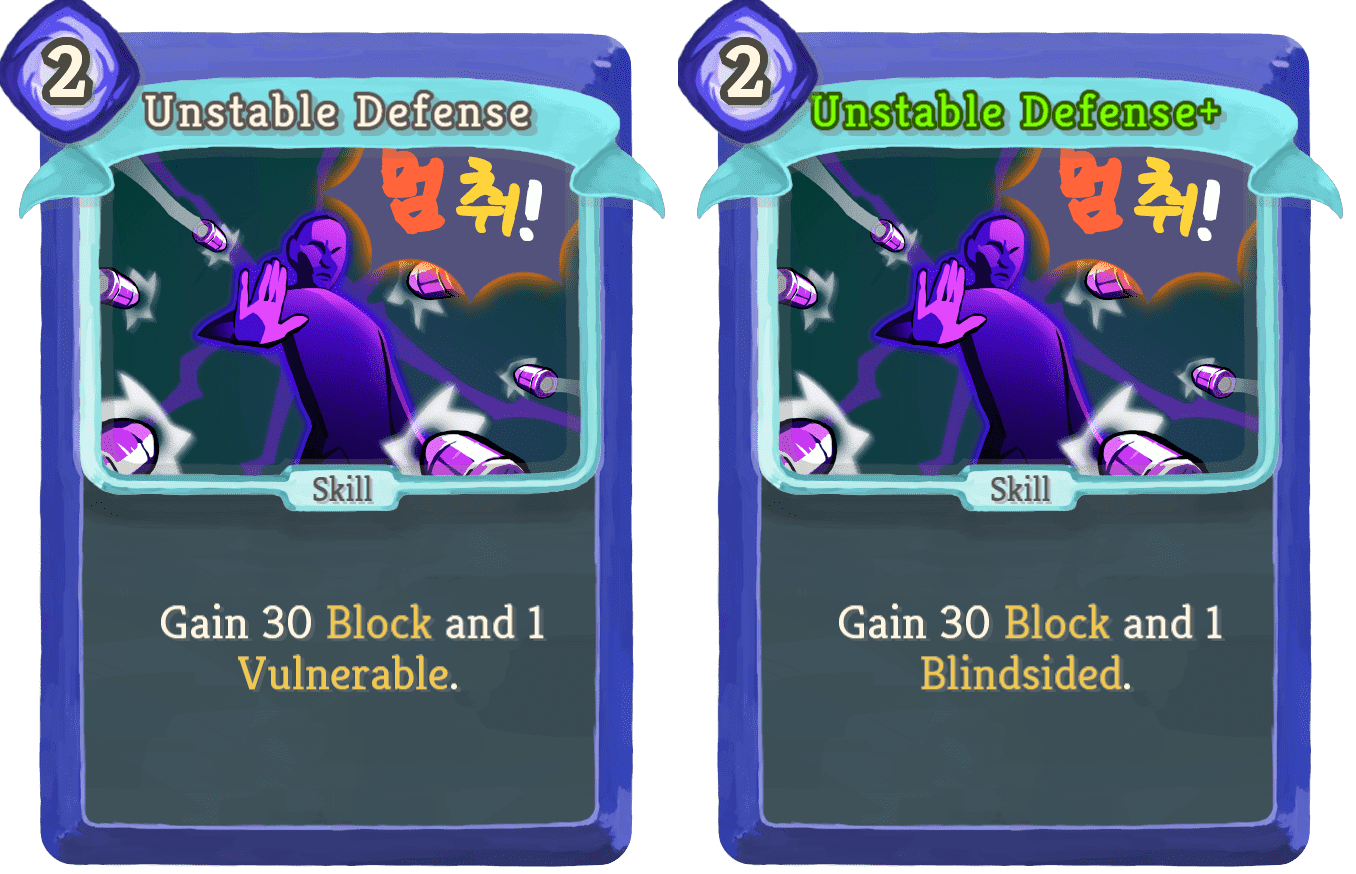 2
Unstable Defense
멈춰!
Skill
Gain 30 Block and 1
Vulnerable.
2
Unstable Defense+
멈춰!
Skill
Gain 30 Block and 1
Blindsided.